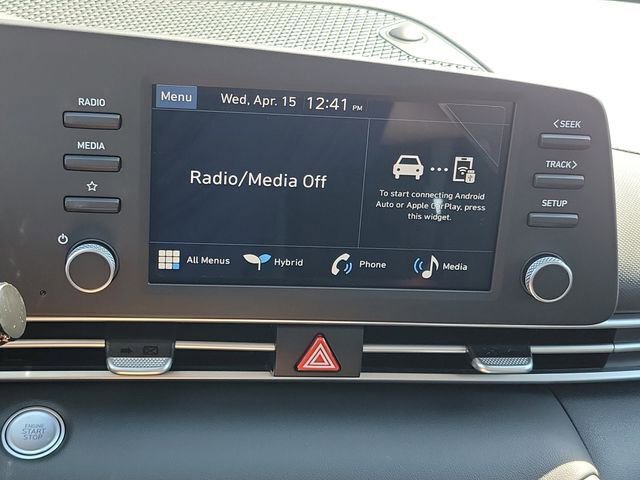 Menu
Wed, Apr. 15 12:41 PM
RADIO
MEDIA
Radio/Media Off
To start connecting Android
Auto or Apple CarPlay, press
this widget.
<SEEK
TRACK>
SETUP
All Menus
Hybrid
Phone
Media
ENGINE
START
STOP